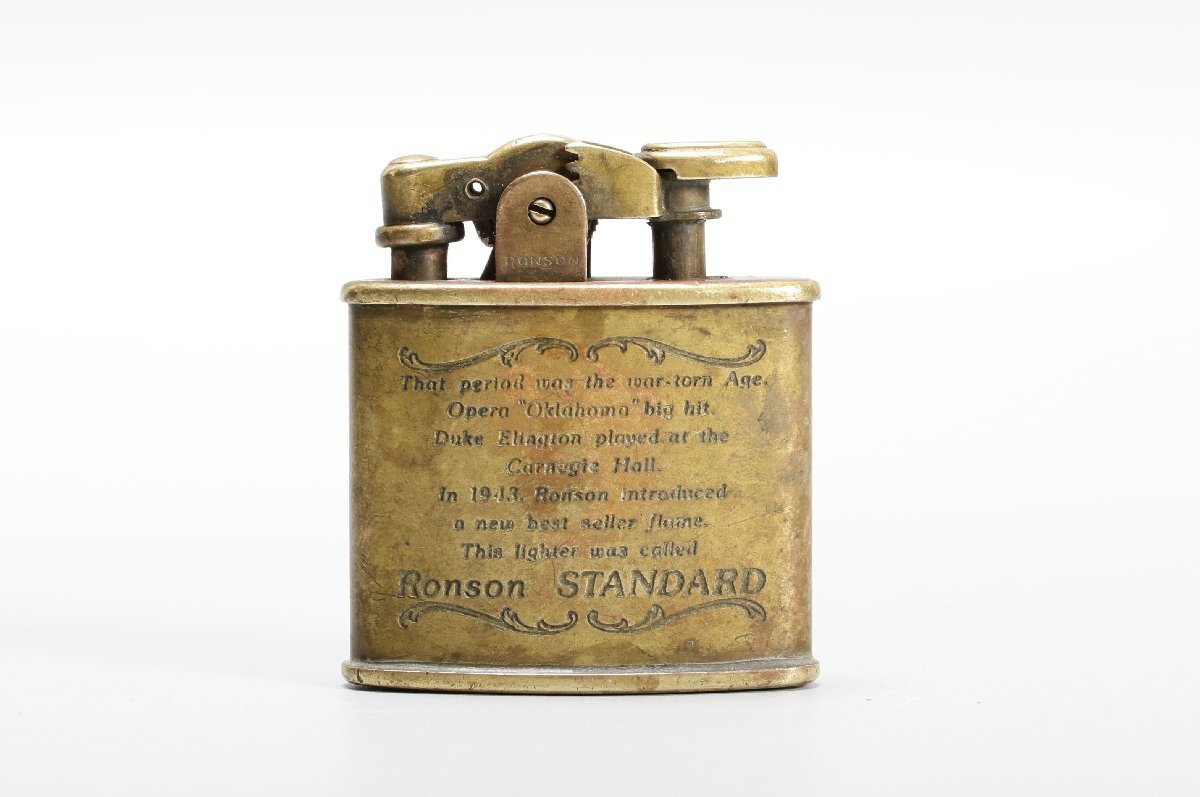 RONSON
That period was the war-torn Age.
Opera "Oklahoma" big hit.
Duke Elington played at the
Carnegie Hall.
In 1943. Ronson introduced
a new best seller flame.
This lighter was called
Ronson STANDARD